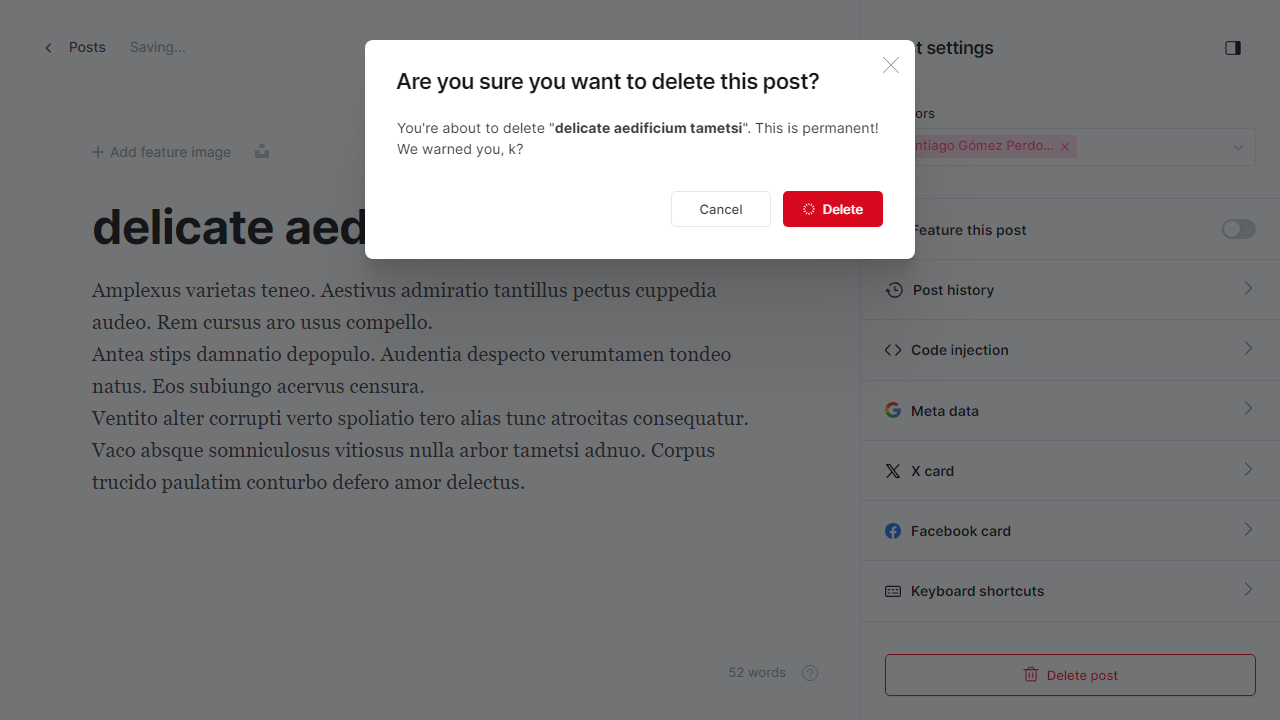 Posts
Saving...
t settings
Are you sure you want to delete this post?
You're about to delete "delicate aedificium tametsi". This is permanent!
We warned you, k?
Cancel
Delete
ors
ntiago Gómez Perdo...
Add feature image
delicate aed
Feature this post
Amplexus varietas teneo. Aestivus admiratio tantillus pectus cuppedia
audeo. Rem cursus aro usus compello.
Antea stips damnatio depopulo. Audentia despecto verumtamen tondeo
natus. Eos subiungo acervus censura.
Ventito alter corrupti verto spoliatio tero alias tunc atrocitas consequatur.
Vaco absque somniculosus vitiosus nulla arbor tametsi adnuo. Corpus
trucido paulatim conturbo defero amor delectus.
Post history
Code injection
Meta data
X card
Facebook card
Keyboard shortcuts
52 words
Delete post